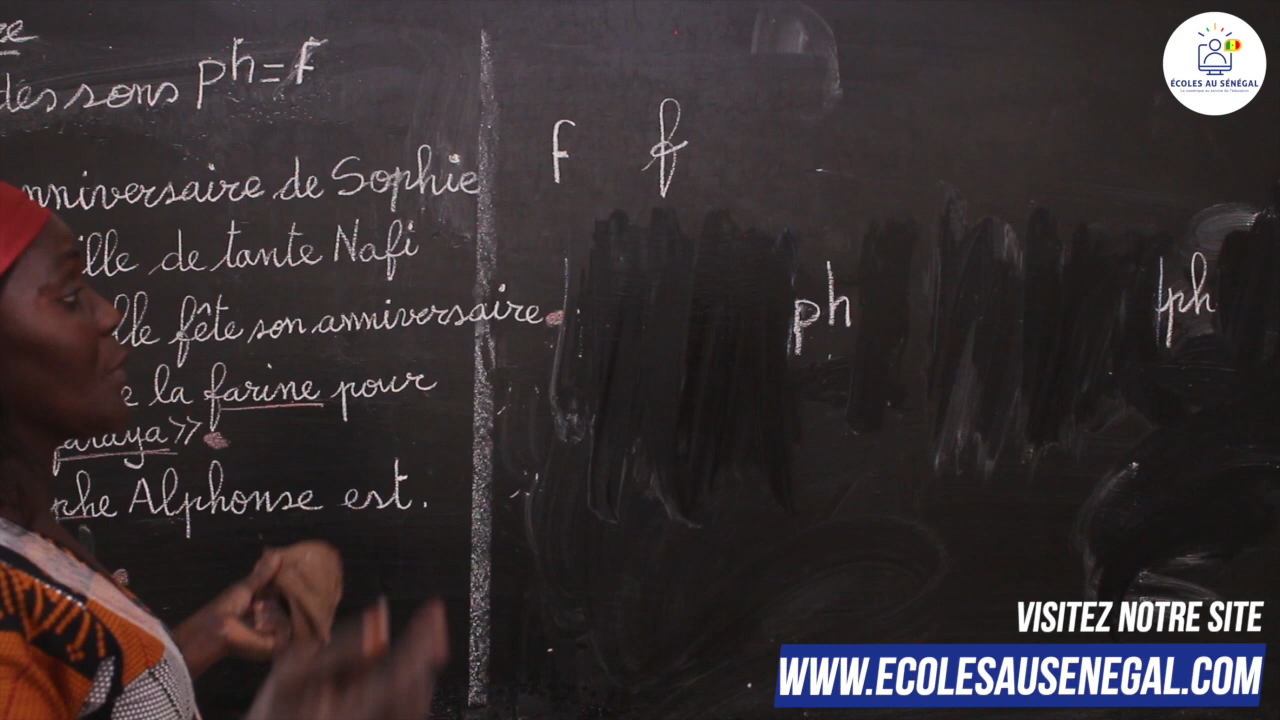 des sons ph=f
nniversaire de Sophie
ille de tante Nafi
lle fête son anniversaire.
e la farine pour
araya>>.
phe Alphonse est.
f f
ph ph
ÉCOLES AU SÉNÉGAL
VISITEZ NOTRE SITE
WWW.ECOLESAUSENEGAL.COM